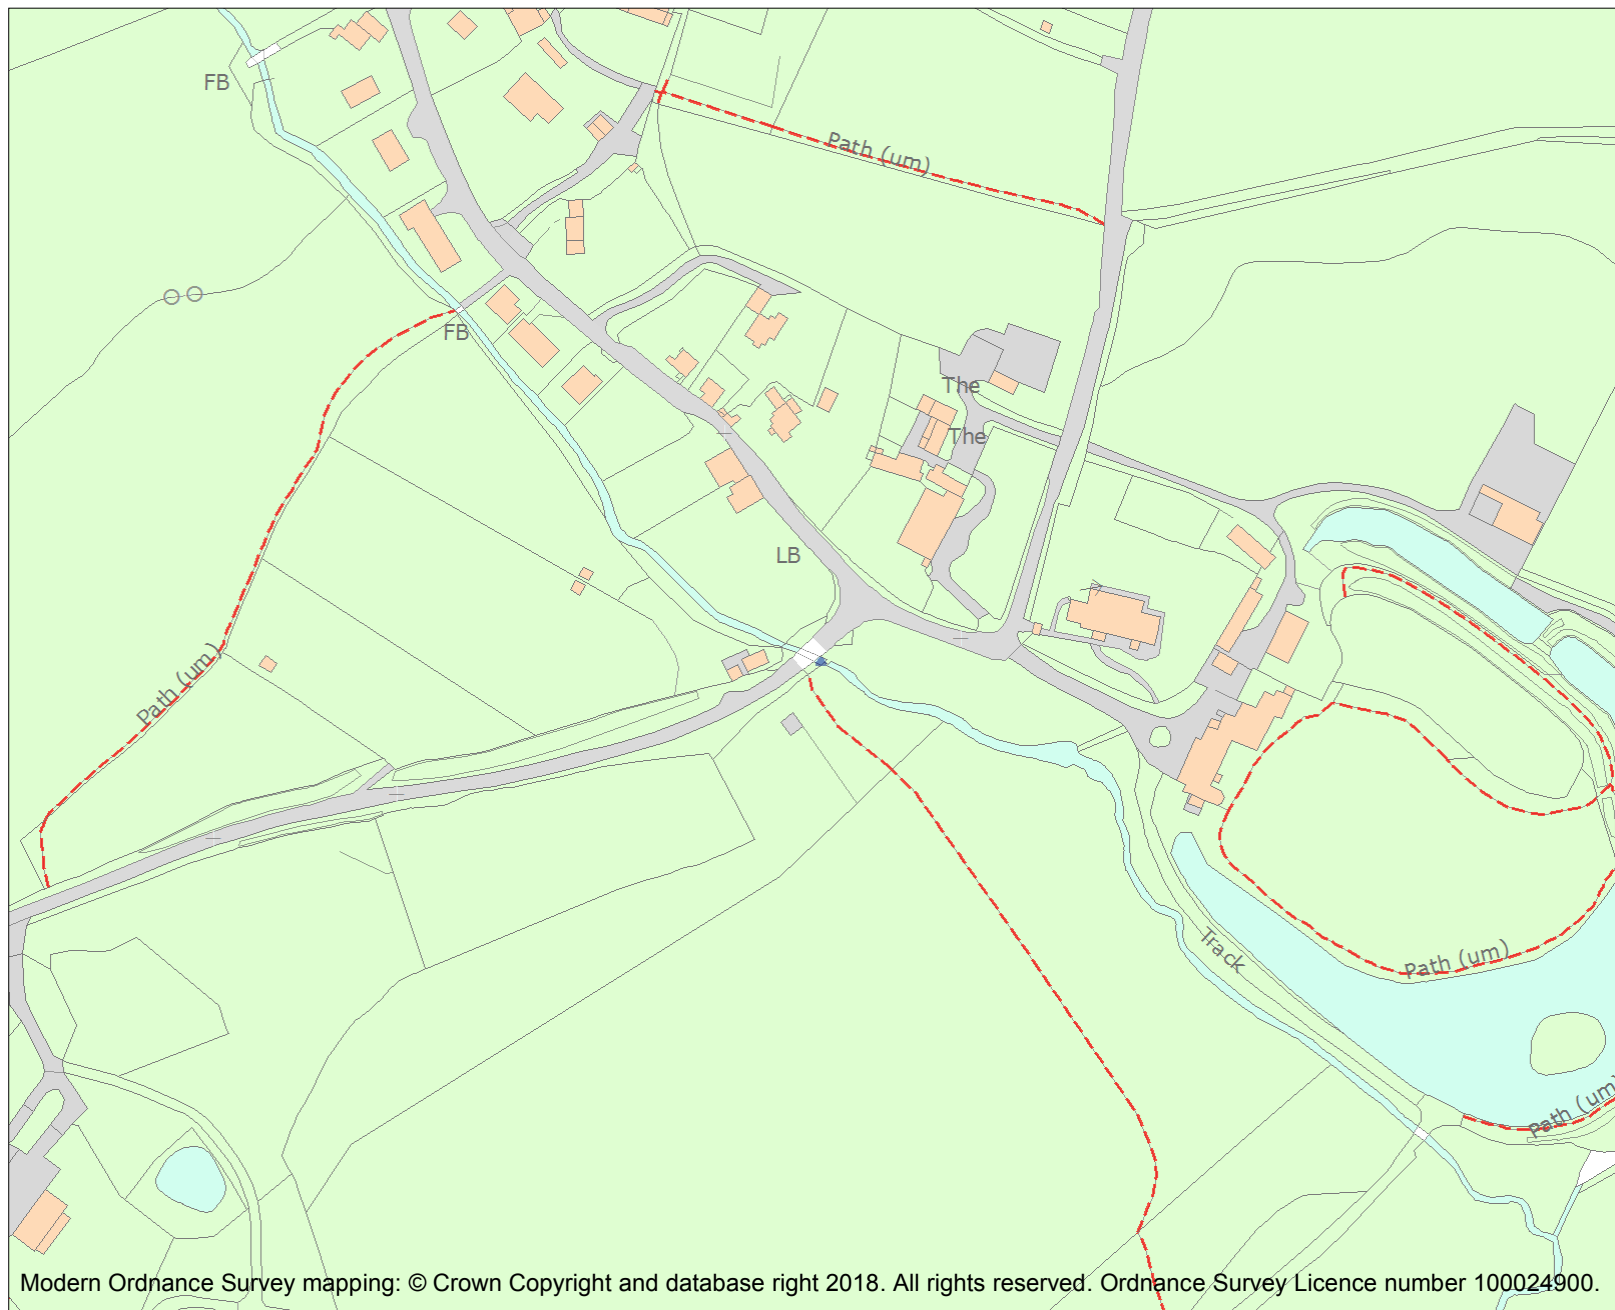 FB
Path (um)
FB
The
The
LB
Path (um)
Track
Path (um)
Path (um)
Modern Ordnance Survey mapping: © Crown Copyright and database right 2018. All rights reserved. Ordnance Survey Licence number 100024900.